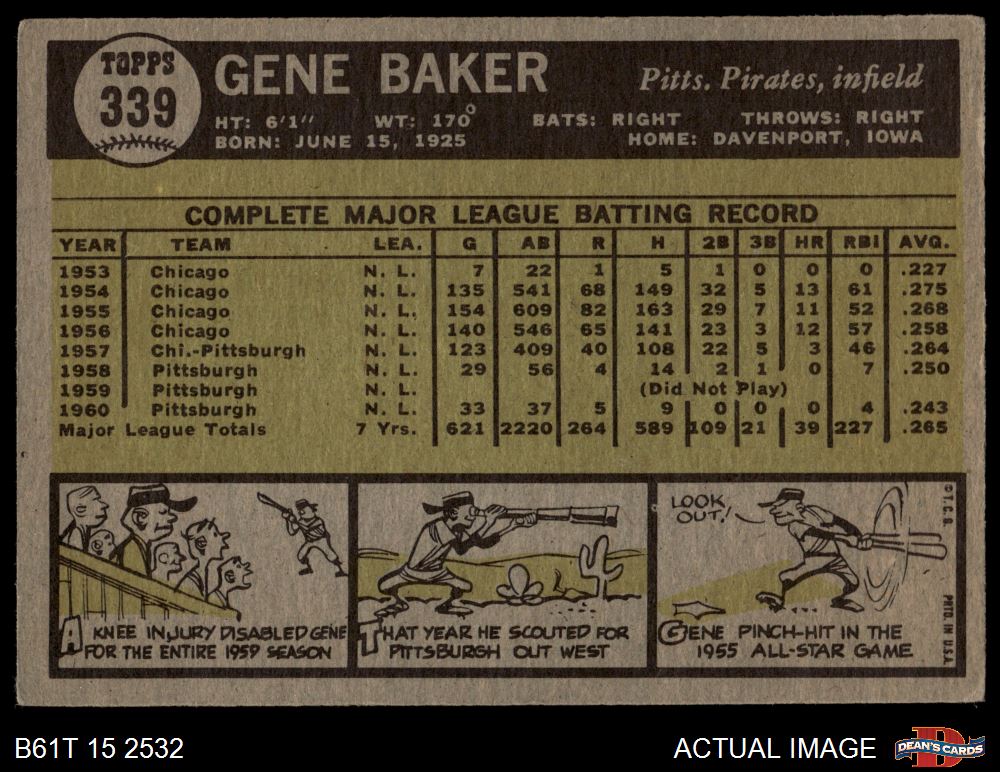 TOPPS
339
GENE BAKER
Pitts. Pirates, infield
HT: 6'1" WT: 170 BATS: RIGHT THROWS: RIGHT
BORN: JUNE 15, 1925 HOME: DAVENPORT, IOWA
COMPLETE MAJOR LEAGUE BATTING RECORD
YEAR TEAM LEA. G AB R H 2B 3B HR RBI AVG.
1953 Chicago N. L. 7 22 1 5 1 0 0 0 .227
1954 Chicago N. L. 135 541 68 149 32 5 13 61 .275
1955 Chicago N. L. 154 609 82 163 29 7 11 52 .268
1956 Chicago N. L. 140 546 65 141 23 3 12 57 .258
1957 Chi.-Pittsburgh N. L. 123 409 40 108 22 5 3 46 .264
1958 Pittsburgh N. L. 29 56 4 14 2 1 0 7 .250
1959 Pittsburgh N. L. (Did Not Play)
1960 Pittsburgh N. L. 33 37 5 9 0 0 0 4 .243
Major League Totals 7 Yrs. 621 2220 264 589 109 21 39 227 .265
A KNEE INJURY DISABLED GENE
FOR THE ENTIRE 1959 SEASON
THAT YEAR HE SCOUTED FOR
PITTSBURGH OUT WEST
LOOK
OUT!
GENE PINCH-HIT IN THE
1955 ALL-STAR GAME
© T.C.G.
PRTD. IN U.S.A.
B61T 15 2532
ACTUAL IMAGE
D
DEAN'S CARDS